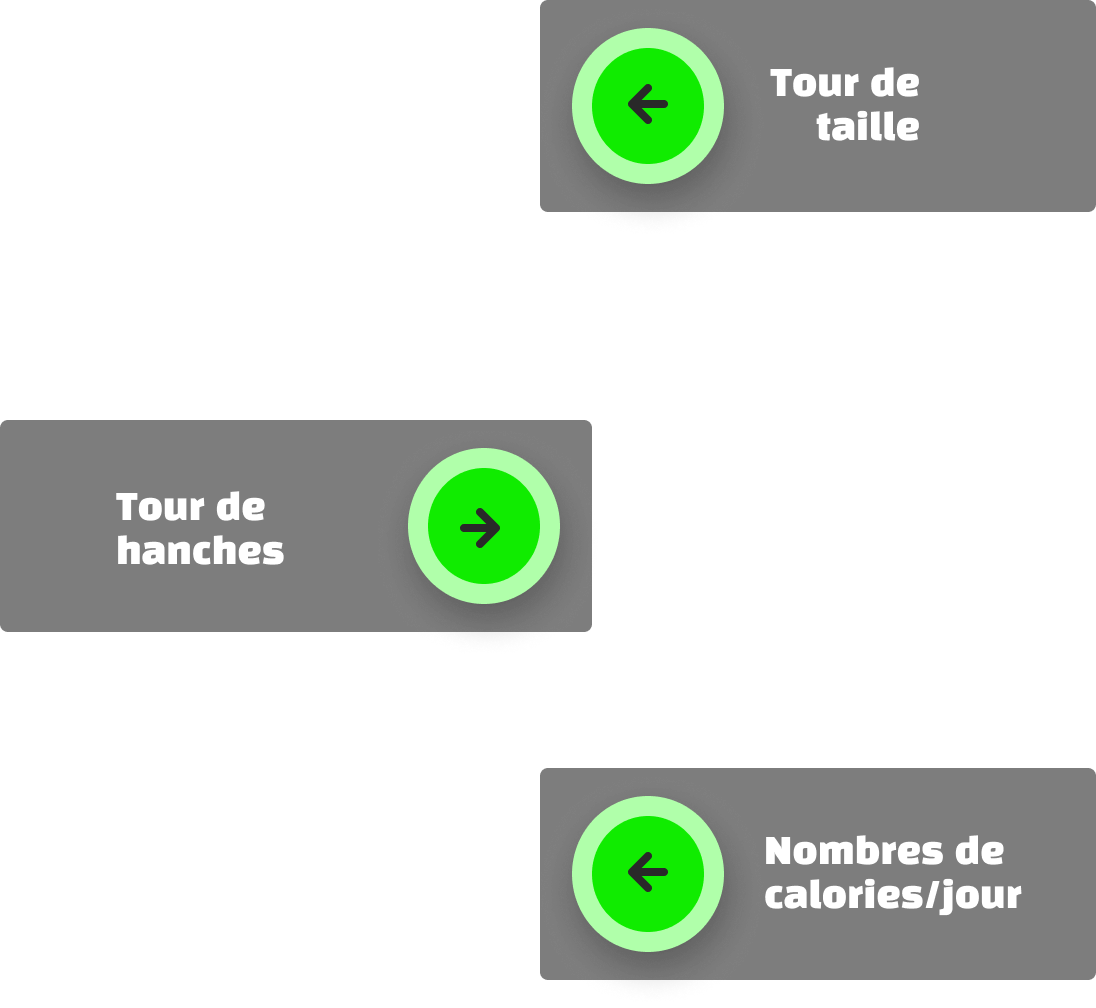 Tour de
taille
Tour de
hanches
Nombres de
calories/jour